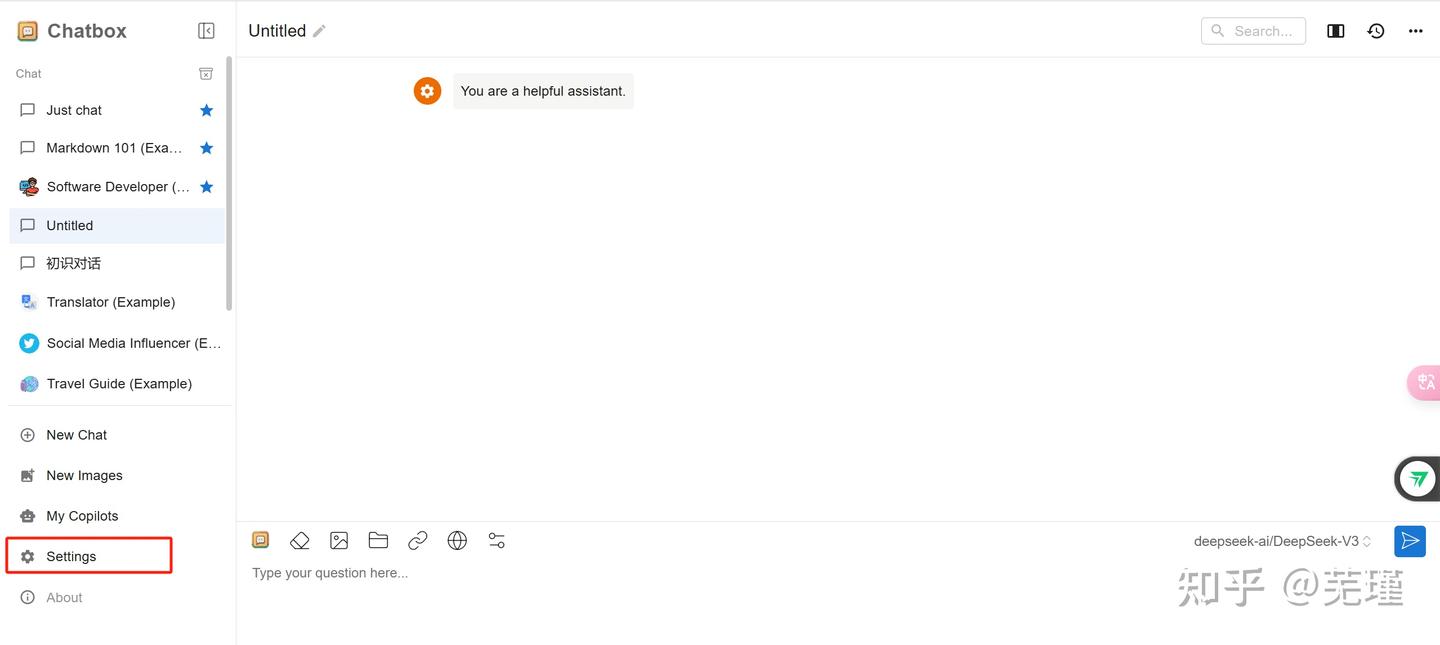 Chatbox
Chat
Just chat
Markdown 101 (Exa...
Software Developer (...
Untitled
初识对话
Translator (Example)
Social Media Influencer (E...
Travel Guide (Example)
New Chat
New Images
My Copilots
Settings
About
Untitled
Search...
You are a helpful assistant.
deepseek-ai/DeepSeek-V3
Type your question here...
知乎 @芜瑾